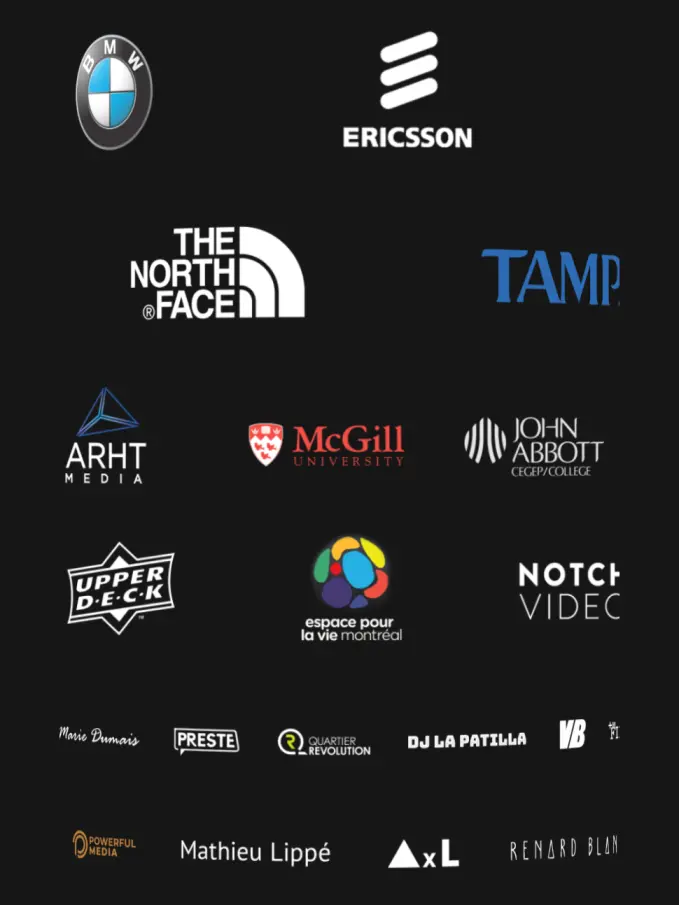 BMW
ERICSSON
THE
NORTH
®FACE
TAMP
ARHT
MEDIA
McGill
UNIVERSITY
JOHN
ABBOTT
CEGEP/COLLEGE
UPPER
D·E·C·K
TM
espace pour
la vie montréal
NOTCH
VIDEO
Marie Dumais
PRESTE
QUARTIER
REVOLUTION
DJ LA PATILLA
VB
POWERFUL
MEDIA
Mathieu Lippé
▲xL
RENARD BLAN